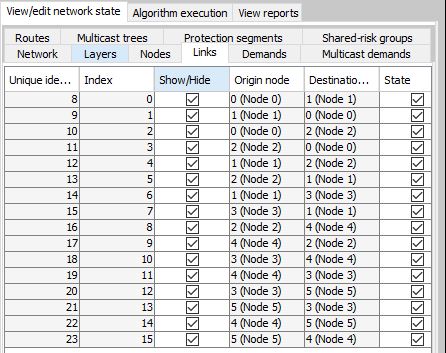 View/edit network state Algorithm execution View reports
Routes Multicast trees Protection segments Shared-risk groups
Network Layers Nodes Links Demands Multicast demands
Unique ide... Index Show/Hide Origin node Destinatio... State
8 0 0 (Node 0) 1 (Node 1)
9 1 1 (Node 1) 0 (Node 0)
10 2 0 (Node 0) 2 (Node 2)
11 3 2 (Node 2) 0 (Node 0)
12 4 1 (Node 1) 2 (Node 2)
13 5 2 (Node 2) 1 (Node 1)
14 6 1 (Node 1) 3 (Node 3)
15 7 3 (Node 3) 1 (Node 1)
16 8 2 (Node 2) 4 (Node 4)
17 9 4 (Node 4) 2 (Node 2)
18 10 3 (Node 3) 4 (Node 4)
19 11 4 (Node 4) 3 (Node 3)
20 12 3 (Node 3) 5 (Node 5)
21 13 5 (Node 5) 3 (Node 3)
22 14 4 (Node 4) 5 (Node 5)
23 15 5 (Node 5) 4 (Node 4)